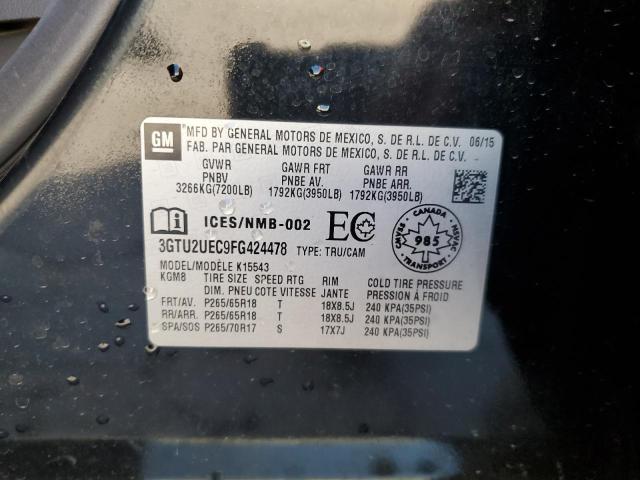 GM
MFD BY GENERAL MOTORS DE MEXICO, S. DE R.L. DE C.V. 06/15
FAB. PAR GENERAL MOTORS DE MEXICO, S. DE R.L. DE C.V.
GVWR GAWR FRT GAWR RR
PNBV PNBE AV. PNBE ARR.
3266KG(7200LB) 1792KG(3950LB) 1792KG(3950LB)
ICES/NMB-002 EC
CANADA
SVMAC NSVAC
985
TRANSPORT
3GTU2UEC9FG424478 TYPE: TRU/CAM
MODEL/MODÈLE K15543
KGM8 TIRE SIZE SPEED RTG RIM COLD TIRE PRESSURE
DIM. PNEU COTE VITESSE JANTE PRESSION À FROID
FRT/AV. P265/65R18 T 18X8.5J 240 KPA(35PSI)
RR/ARR. P265/65R18 T 18X8.5J 240 KPA(35PSI)
SPA/SOS P265/70R17 S 17X7J 240 KPA(35PSI)